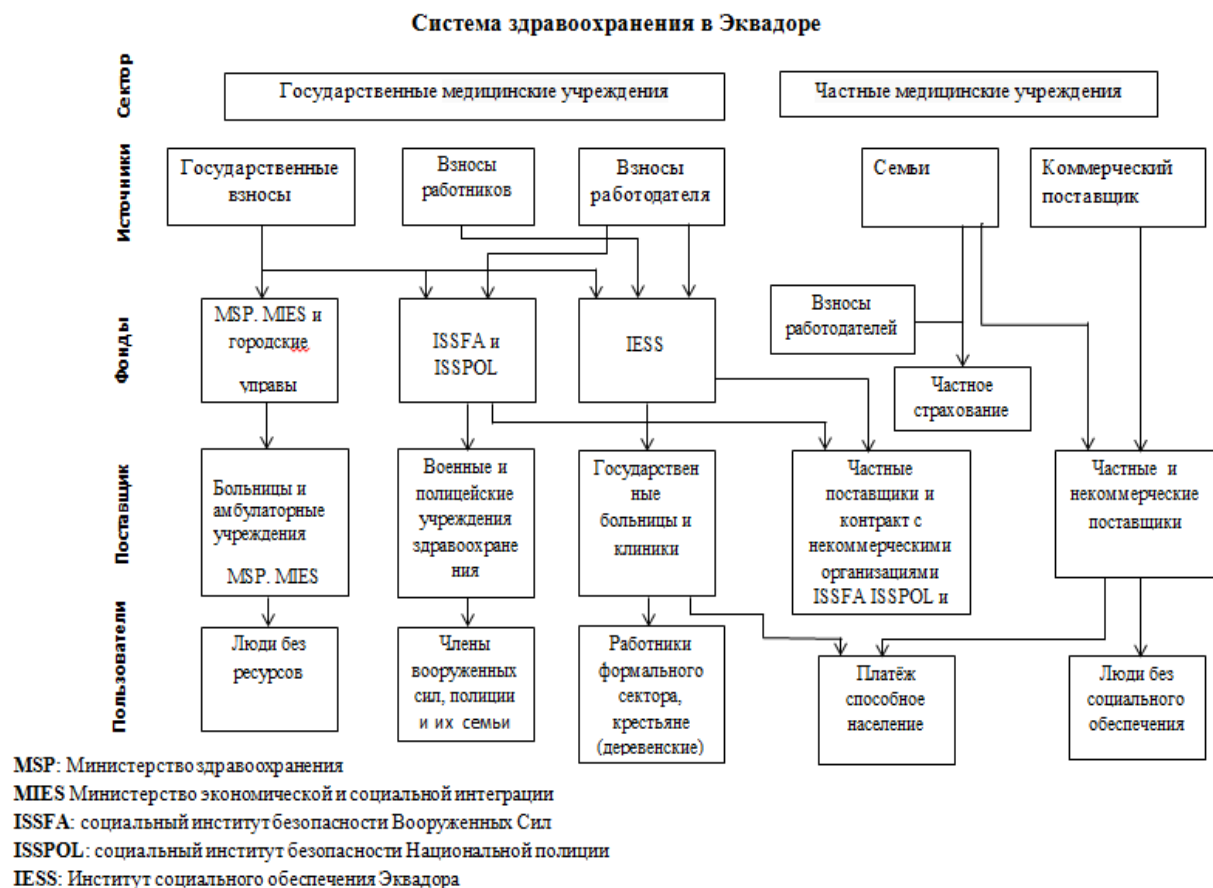 Система здравоохранения в Эквадоре
Сектор
Государственные медицинские учреждения
Частные медицинские учреждения
Источники
Государственные
взносы
Взносы
работников
Взносы
работодателя
Семьи
Коммерческий
поставщик
Фонды
MSP. MIES и
городские
управы
ISSFA и
ISSPOL
IESS
Взносы
работодателей
Частное
страхование
Поставщик
Больницы и
амбулаторные
учреждения
MSP. MIES
Военные и
полицейские
учреждения
здравоохране
ния
Государствен
ные
больницы и
клиники
Частные
поставщики и
контракт с
некоммерческими
организациями
ISSFA ISSPOL и
Частные и
некоммерческие
поставщики
Пользователи
Люди без
ресурсов
Члены
вооруженных
сил, полиции
и их семьи
Работники
формального
сектора,
крестьяне
(деревенские)
Платёж
способное
население
Люди без
социального
обеспечения
MSP: Министерство здравоохранения
MIES Министерство экономической и социальной интеграции
ISSFA: социальный институт безопасности Вооруженных Сил
ISSPOL: социальный институт безопасности Национальной полиции
IESS: Институт социального обеспечения Эквадора